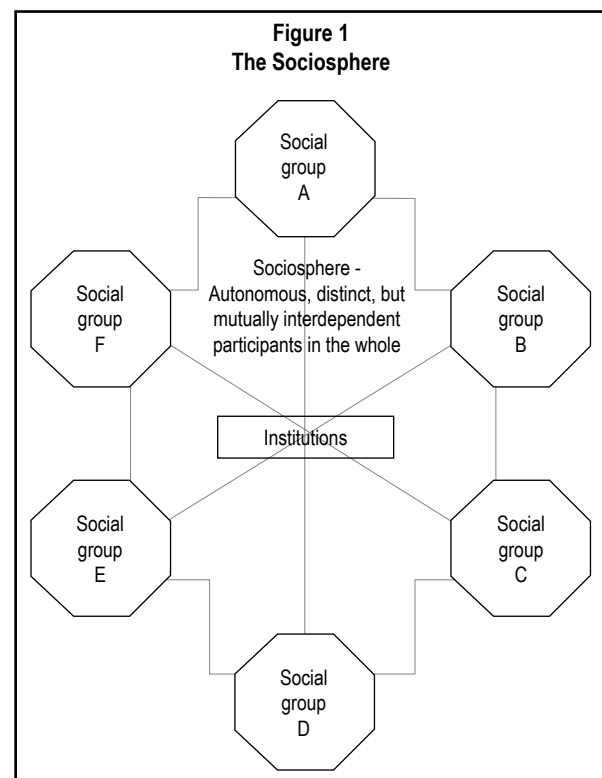 Figure 1
The Sociosphere
Social
group
A
Sociosphere -
Autonomous, distinct, but
mutually interdependent
participants in the whole
Social
group
F
Social
group
B
Institutions
Social
group
E
Social
group
C
Social
group
D